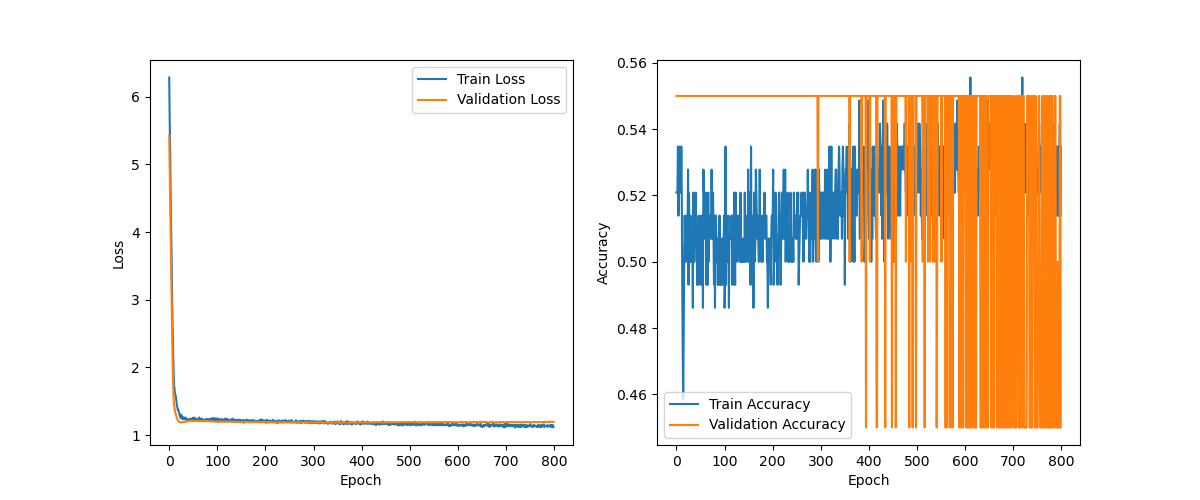 Train Loss
Validation Loss
6
5
4
3
2
1
Loss
0 100 200 300 400 500 600 700 800
Epoch
0.56
0.54
0.52
0.50
0.48
0.46
Accuracy
Train Accuracy
Validation Accuracy
0 100 200 300 400 500 600 700 800
Epoch